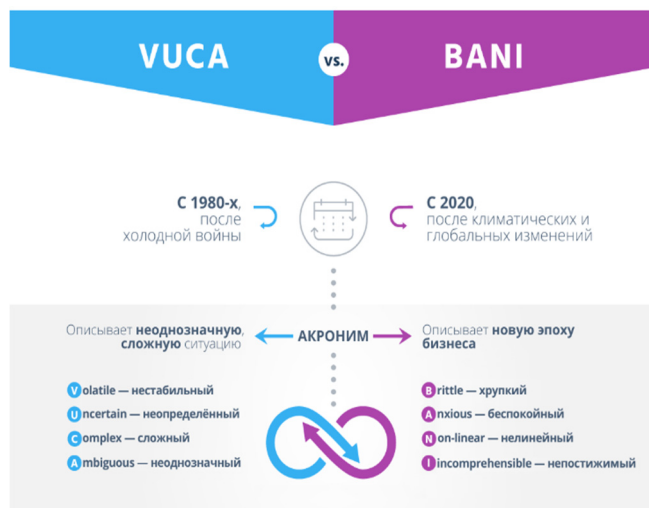 VUCA vs. BANI
С 1980-х,
после
холодной войны
С 2020,
после климатических и
глобальных изменений
Описывает неоднозначную,
сложную ситуацию
АКРОНИМ
Описывает новую эпоху
бизнеса
Volatile — нестабильный
Uncertain — неопределённый
Complex — сложный
Ambiguous — неоднозначный
Brittle — хрупкий
Anxious — беспокойный
Non-linear — нелинейный
Iincomprehensible — непостижимый